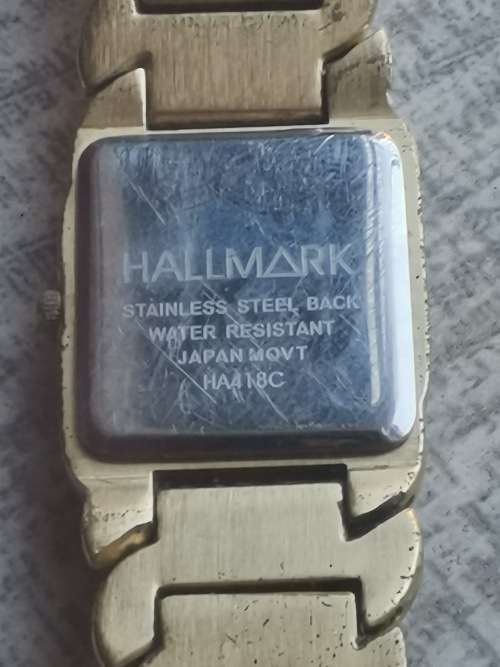 HALLMARK
STAINLESS STEEL BACK
WATER RESISTANT
JAPAN MOVT
HA418C